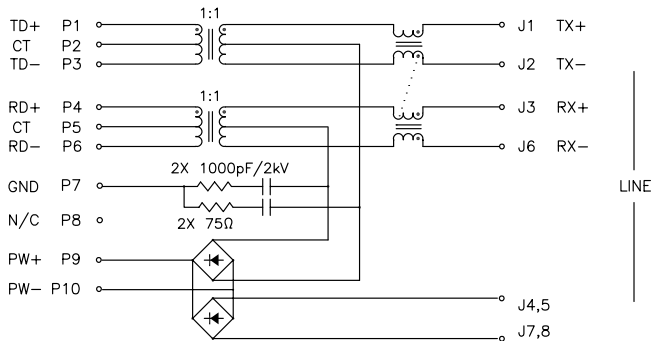 1:1
TD+ P1 J1 TX+
CT P2
TD- P3 J2 TX-
1:1
RD+ P4 J3 RX+
CT P5
RD- P6 J6 RX-
2X 1000pF/2kV
GND P7 LINE
N/C P8 2X 75Ω
PW+ P9
PW- P10
J4,5
J7,8